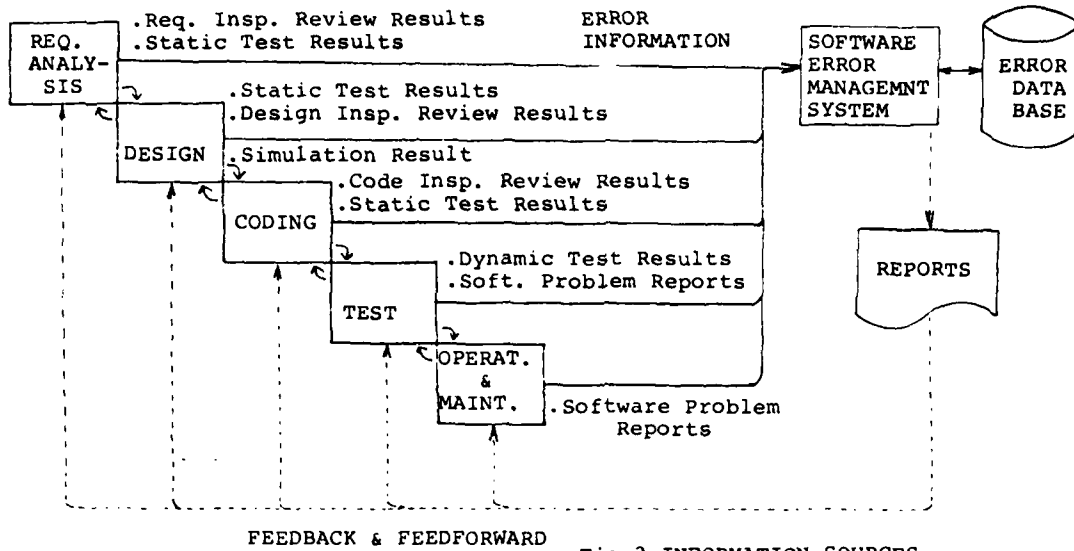 .Req. Insp. Review Results
.Static Test Results
ERROR
INFORMATION
REQ.
ANALY-
SIS
SOFTWARE
ERROR
MANAGEMNT
SYSTEM
ERROR
DATA
BASE
.Static Test Results
.Design Insp. Review Results
DESIGN
.Simulation Result
.Code Insp. Review Results
.Static Test Results
CODING
.Dynamic Test Results
.Soft. Problem Reports
TEST
REPORTS
OPERAT.
&
MAINT.
.Software Problem
Reports
FEEDBACK & FEEDFORWARD
INFORMATION SOURCES